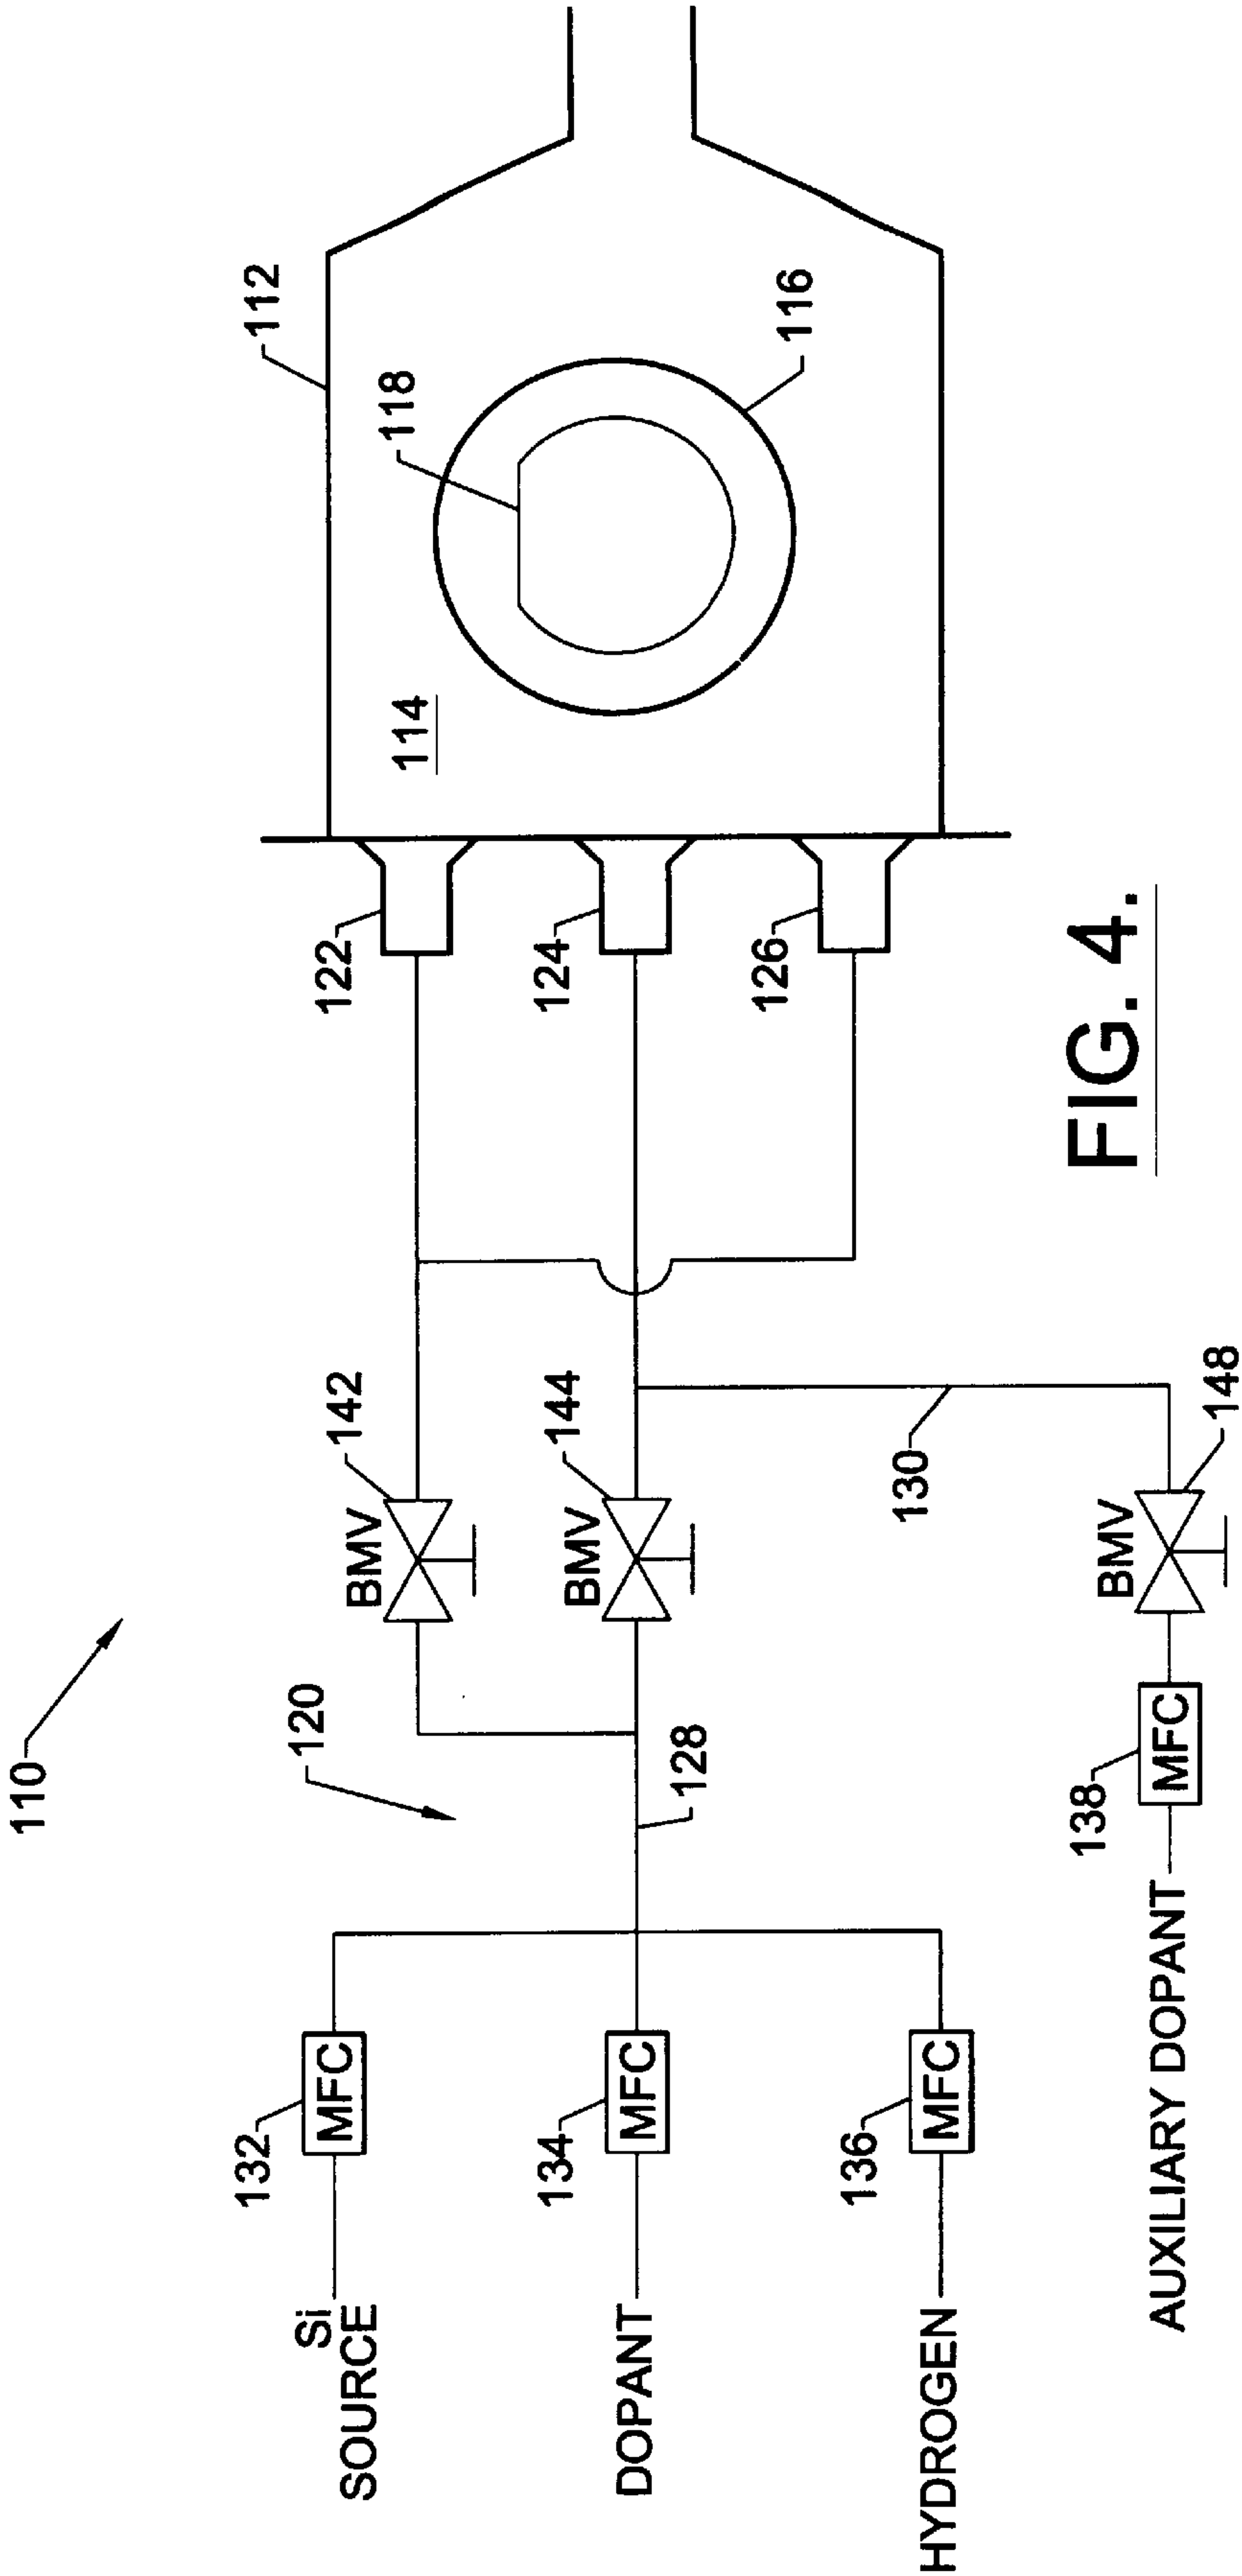 110
120
112
118
116
114
122
124
126
142
BMV
144
BMV
130
148
BMV
128
132
MFC
134
MFC
136
MFC
138
MFC
Si
SOURCE
DOPANT
HYDROGEN
AUXILIARY DOPANT
FIG. 4.